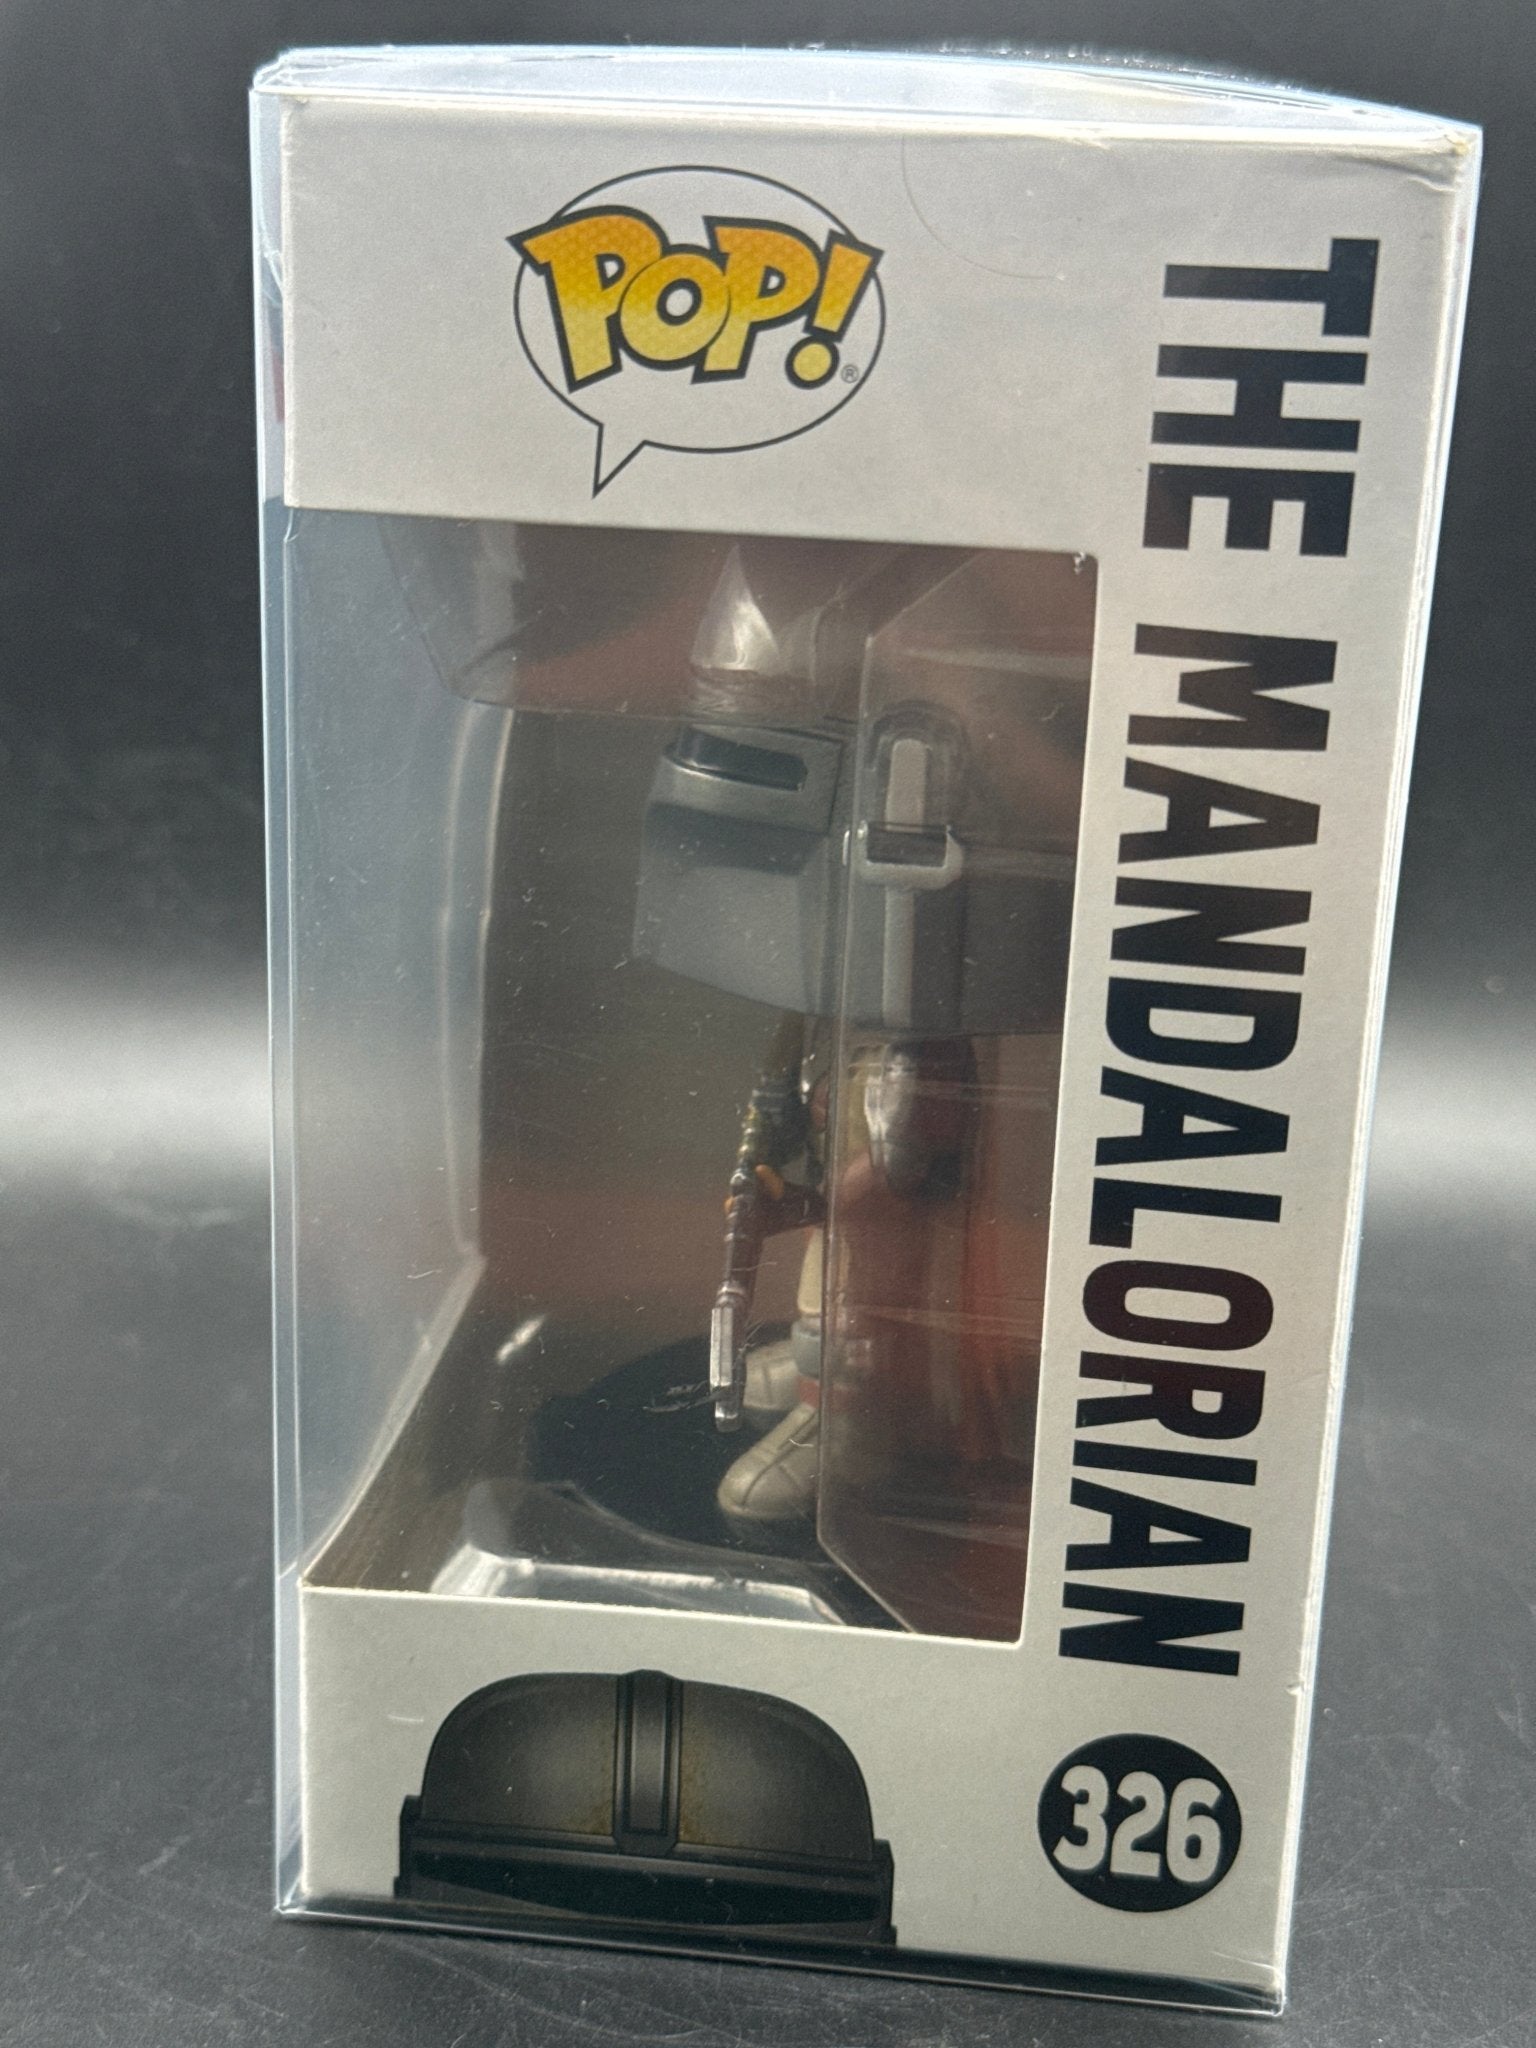 POP!®
THE MANDALORIAN
326